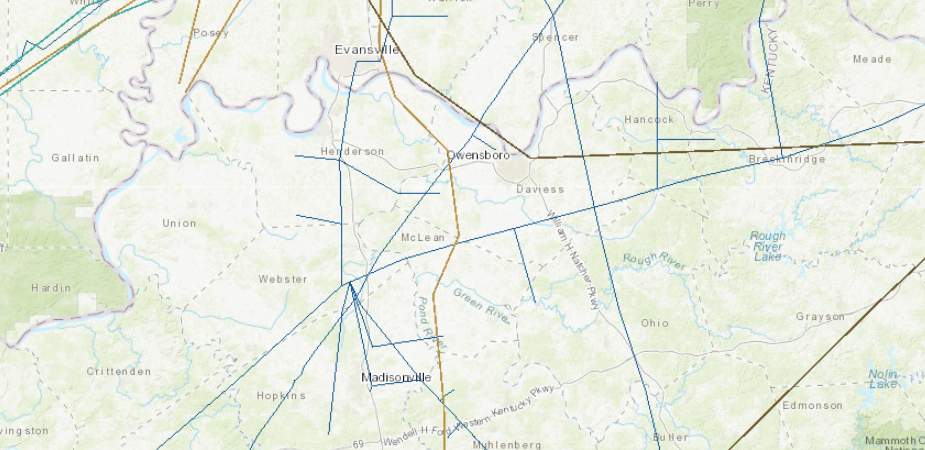 Perry
Posey
Spencer
Evansville
KENTUCKY
Meade
Hancock
Gallatin
Henderson
Owensboro
Breckinridge
Daviess
Union
McLean
William H Natcher Pkwy
Rough
River
Lake
Rough River
Webster
Hardin
Green River
Pond River
Ohio
Grayson
Crittenden
Madisonville
Nolin
Lake
Hopkins
Edmonson
Wendell H Ford Western Kentucky Pkwy
69
Butler
Muhlenberg
Mammoth C